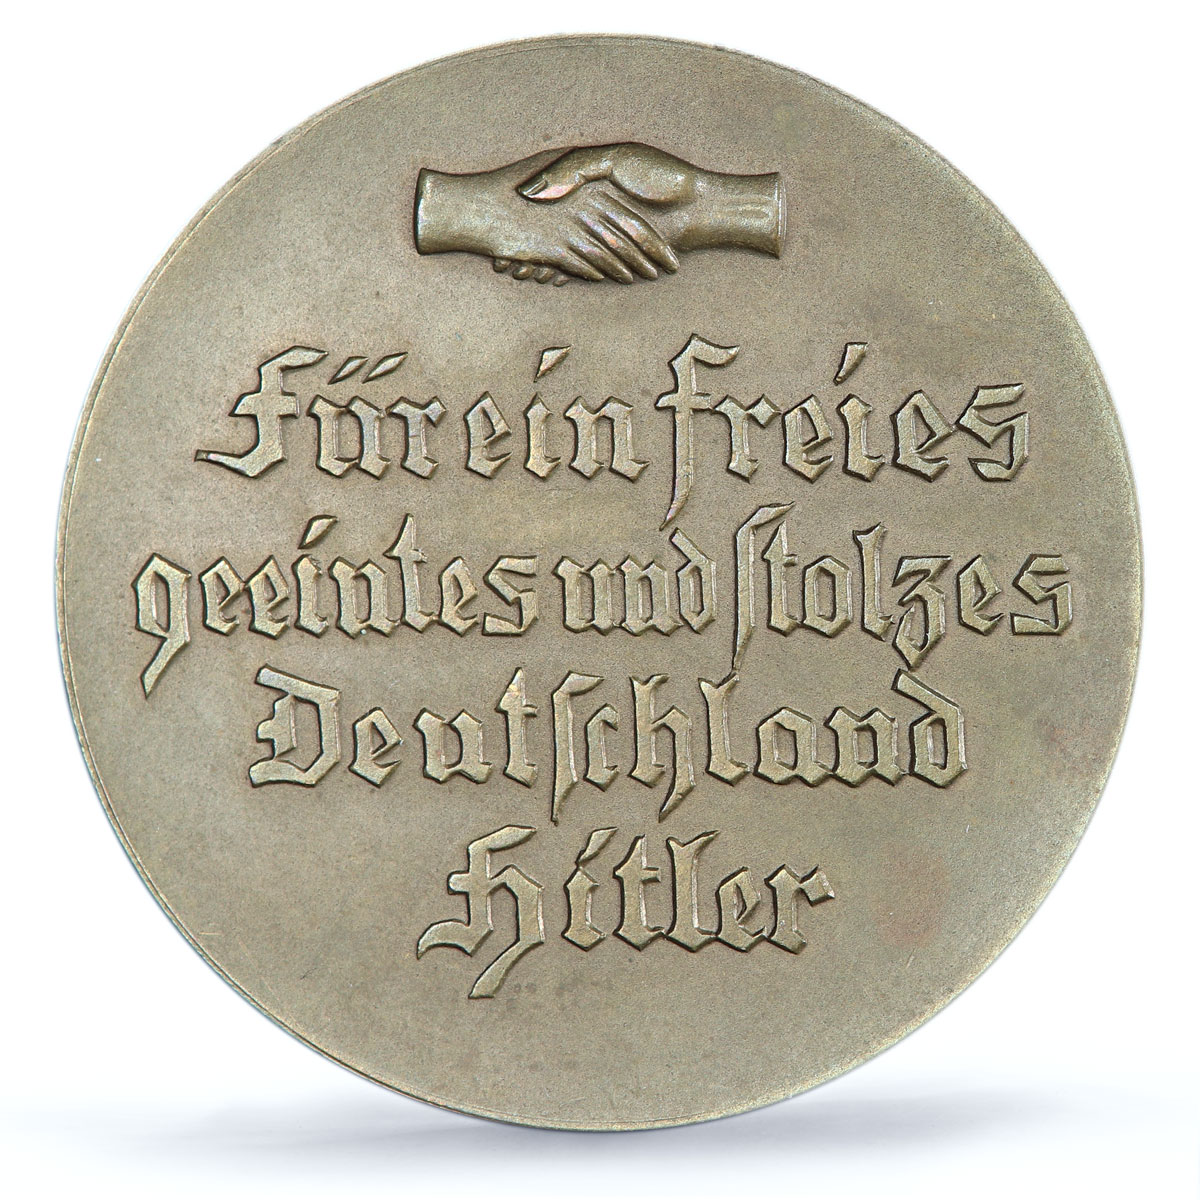 Für ein freies
geeintes und stolzes
Deutschland
Hitler